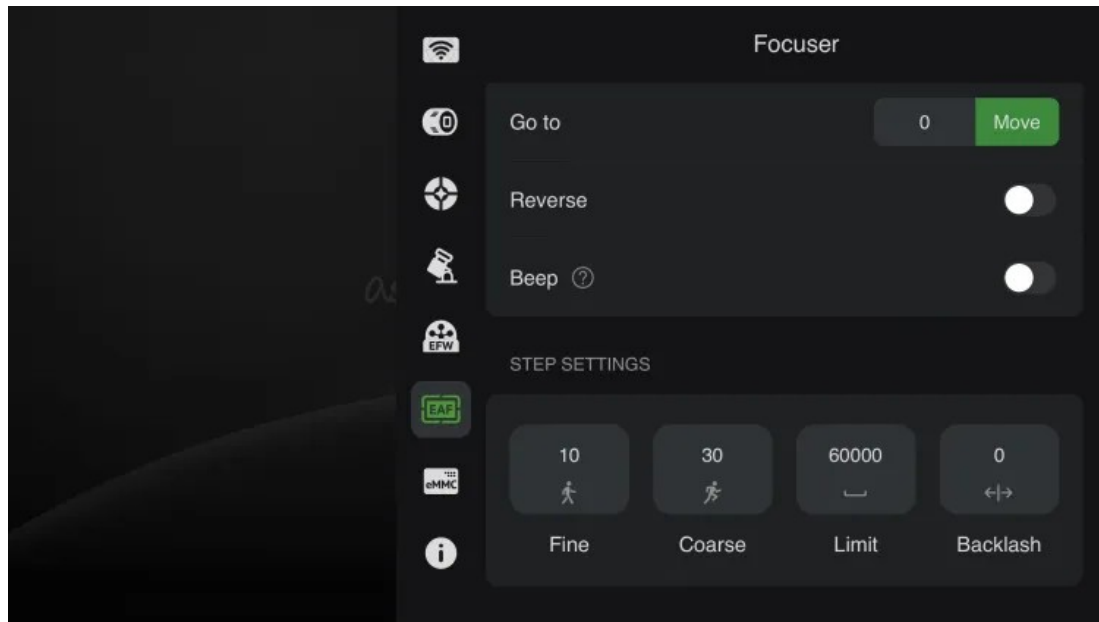 Focuser
Go to 0 Move
Reverse
Beep ?
EFW
STEP SETTINGS
EAF
10 30 60000 0
eMMC
Fine Coarse Limit Backlash